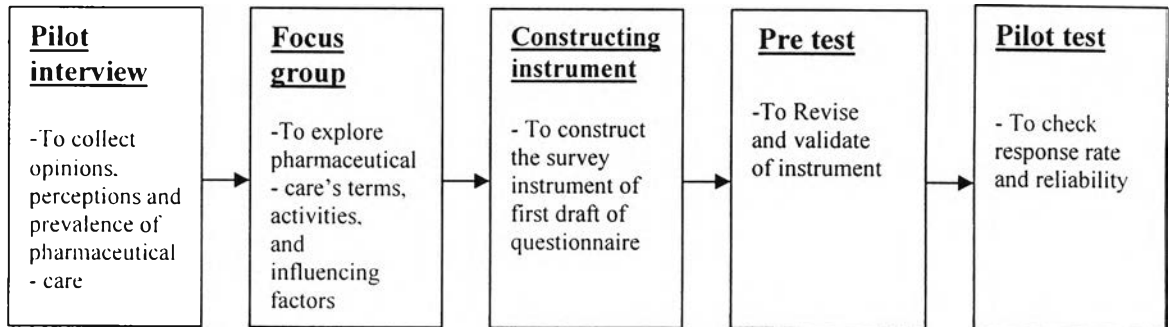 Pilot
interview
-To collect
opinions,
perceptions and
prevalence of
pharmaceutical
- care
Focus
group
-To explore
pharmaceutical
- care's terms,
activities,
and
influencing
factors
Constructing
instrument
- To construct
the survey
instrument of
first draft of
questionnaire
Pre test
-To Revise
and validate
of instrument
Pilot test
- To check
response rate
and reliability